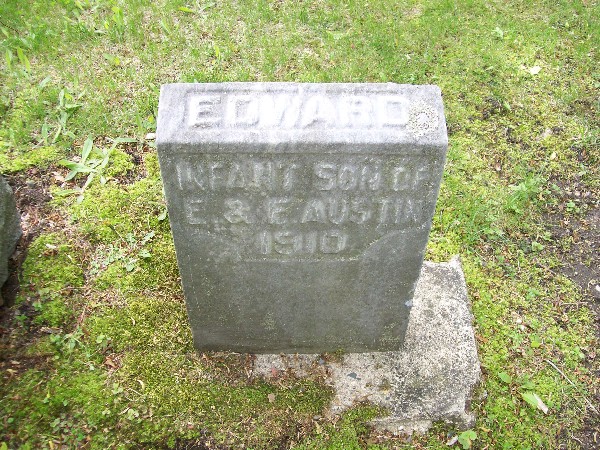 EDWARD
INFANT SON OF
E. & F. AUSTIN
1910